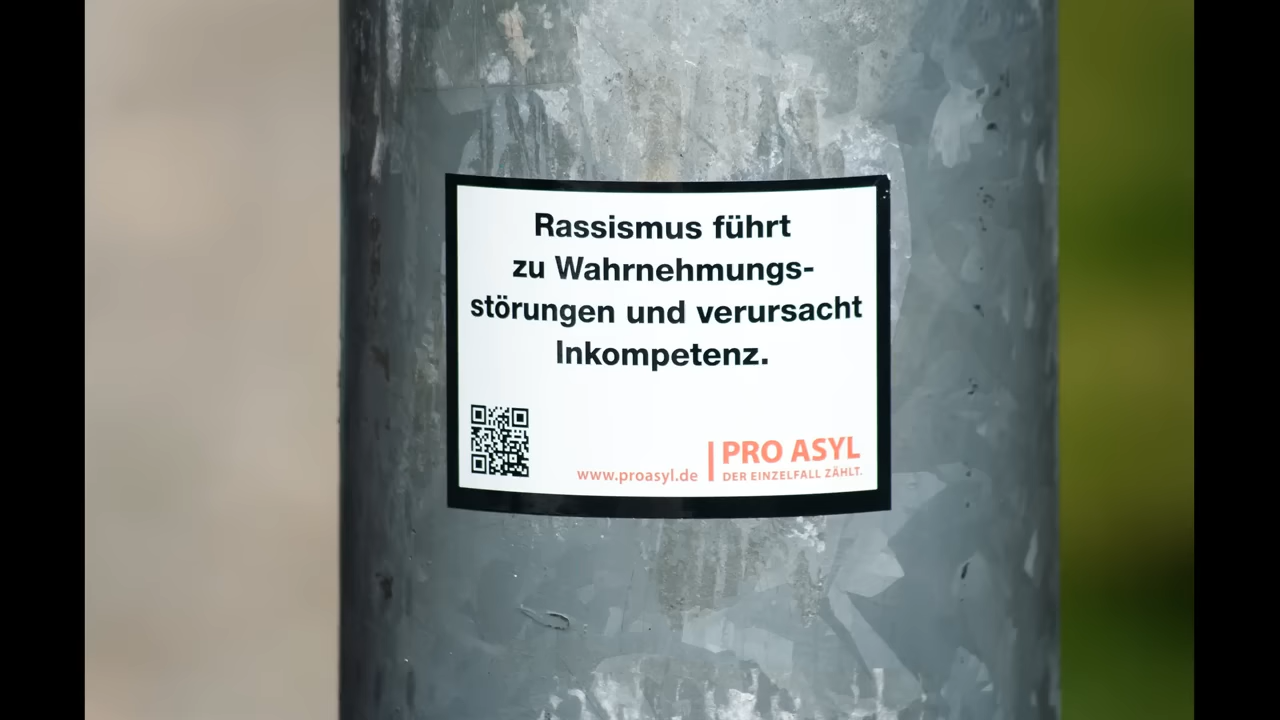 Rassismus führt
zu Wahrnehmungs-
störungen und verursacht
Inkompetenz.
www.proasyl.de
PRO ASYL
DER EINZELFALL ZÄHLT.